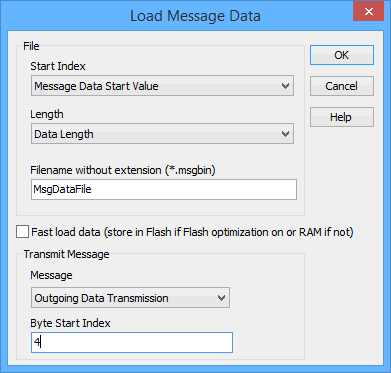 Load Message Data
File
Start Index
Message Data Start Value
Length
Data Length
Filename without extension (*.msgbin)
MsgDataFile
Fast load data (store in Flash if Flash optimization on or RAM if not)
Transmit Message
Message
Outgoing Data Transmission
Byte Start Index
4
OK
Cancel
Help